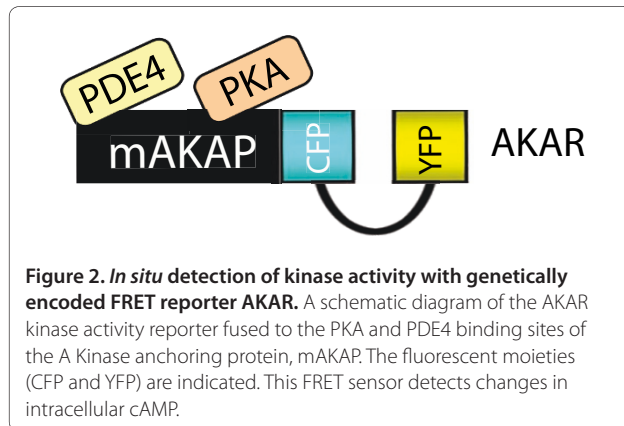 PDE4
PKA
mAKAP
CFP
YFP
AKAR
Figure 2. In situ detection of kinase activity with genetically
encoded FRET reporter AKAR. A schematic diagram of the AKAR
kinase activity reporter fused to the PKA and PDE4 binding sites of
the A Kinase anchoring protein, mAKAP. The fluorescent moieties
(CFP and YFP) are indicated. This FRET sensor detects changes in
intracellular cAMP.